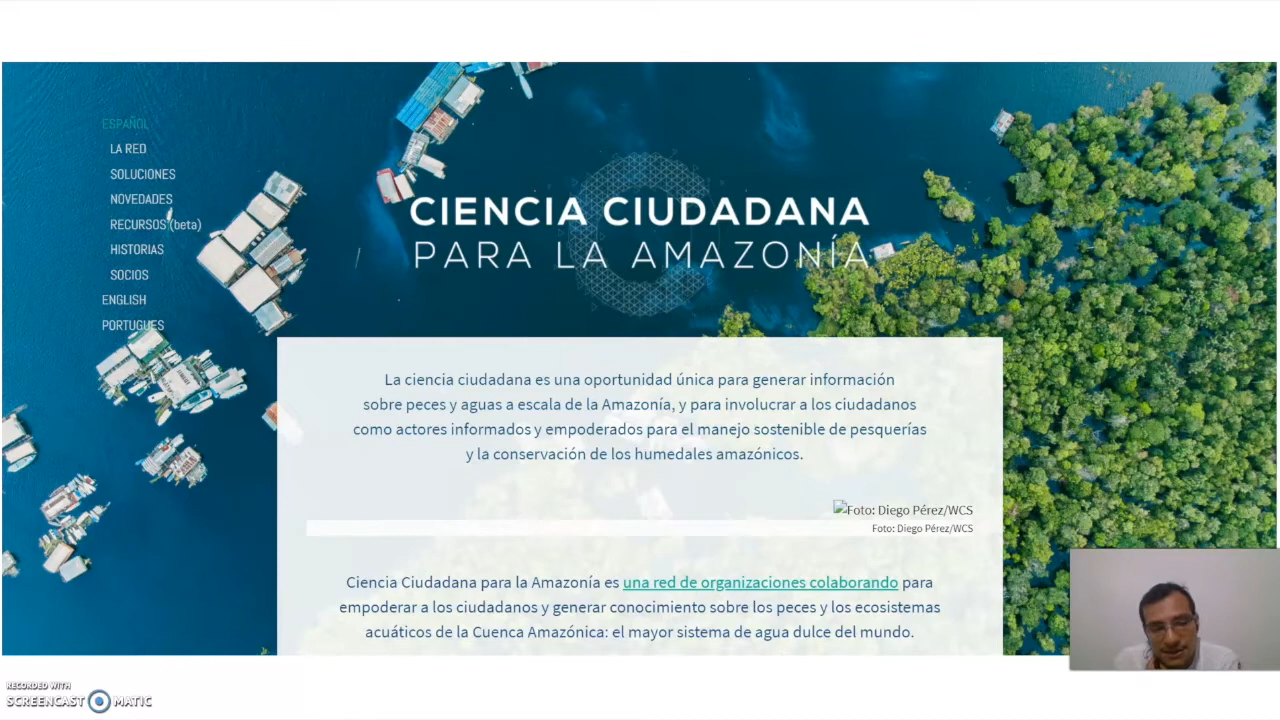 ESPAÑOL
LA RED
SOLUCIONES
NOVEDADES
RECURSOS (beta)
HISTORIAS
SOCIOS
ENGLISH
PORTUGUES
CIENCIA CIUDADANA
PARA LA AMAZONÍA
La ciencia ciudadana es una oportunidad única para generar información
sobre peces y aguas a escala de la Amazonía, y para involucrar a los ciudadanos
como actores informados y empoderados para el manejo sostenible de pesquerías
y la conservación de los humedales amazónicos.
Foto: Diego Pérez/WCS
Foto: Diego Pérez/WCS
Ciencia Ciudadana para la Amazonía es una red de organizaciones colaborando para
empoderar a los ciudadanos y generar conocimiento sobre los peces y los ecosistemas
acuáticos de la Cuenca Amazónica: el mayor sistema de agua dulce del mundo.
RECORDED WITH
SCREENCAST MATIC